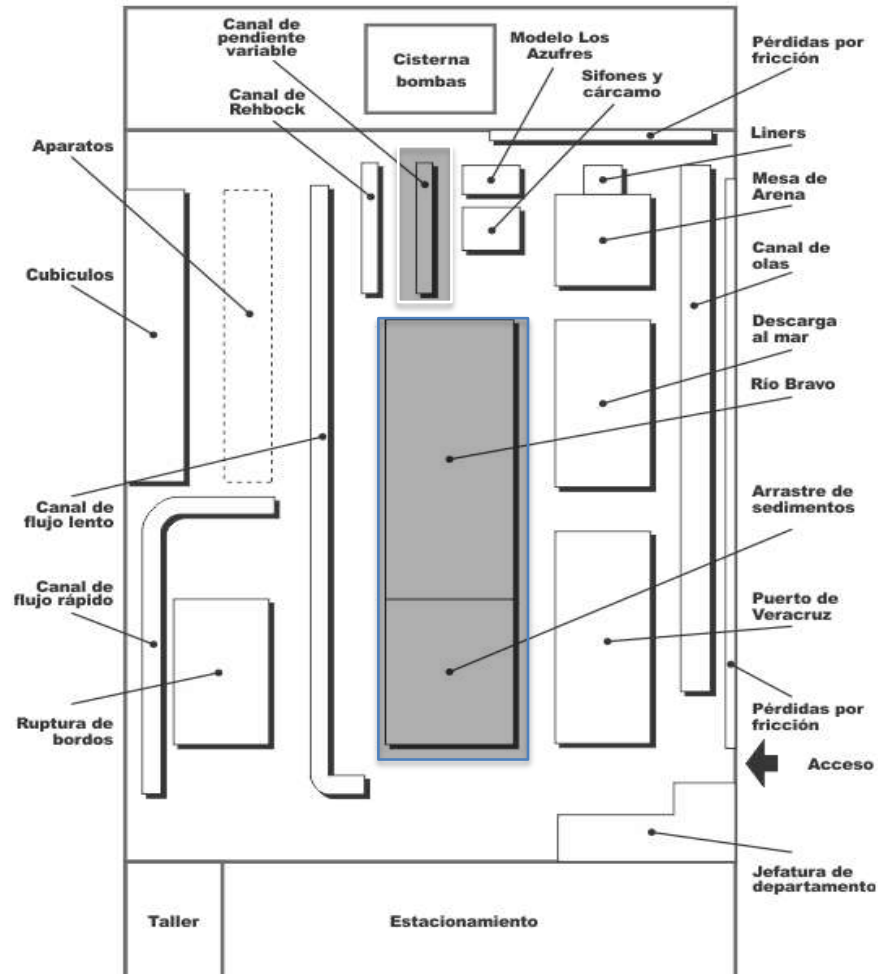 Canal de
pendiente
variable
Cisterna
bombas
Modelo Los
Azufres
Sifones y
cárcamo
Pérdidas por
fricción
Canal de
Rehbock
Aparatos
Cubiculos
Liners
Mesa de
Arena
Canal de
olas
Descarga
al mar
Río Bravo
Arrastre de
sedimentos
Canal de
flujo lento
Canal de
flujo rápido
Ruptura de
bordos
Puerto de
Veracruz
Pérdidas por
fricción
Acceso
Jefatura de
departamento
Taller
Estacionamiento